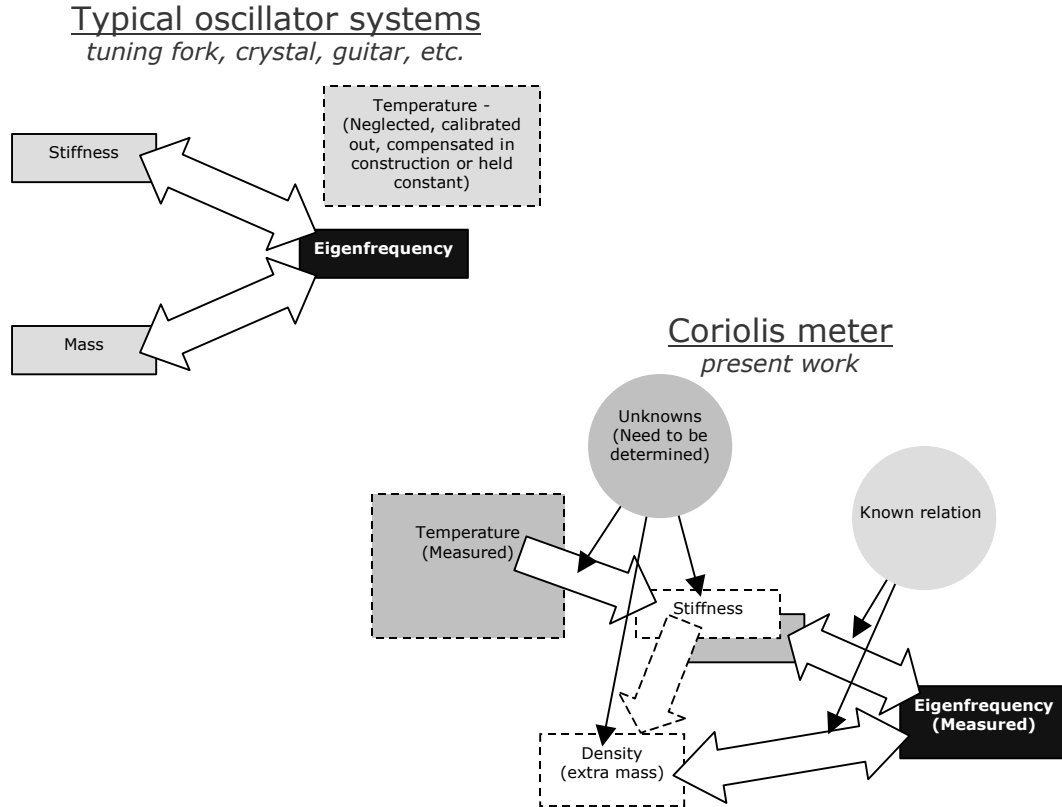 Typical oscillator systems
tuning fork, crystal, guitar, etc.
Temperature -
(Neglected, calibrated
out, compensated in
construction or held
constant)
Stiffness
Eigenfrequency
Mass
Coriolis meter
present work
Unknowns
(Need to be
determined)
Known relation
Temperature
(Measured)
Stiffness
Eigenfrequency
(Measured)
Density
(extra mass)